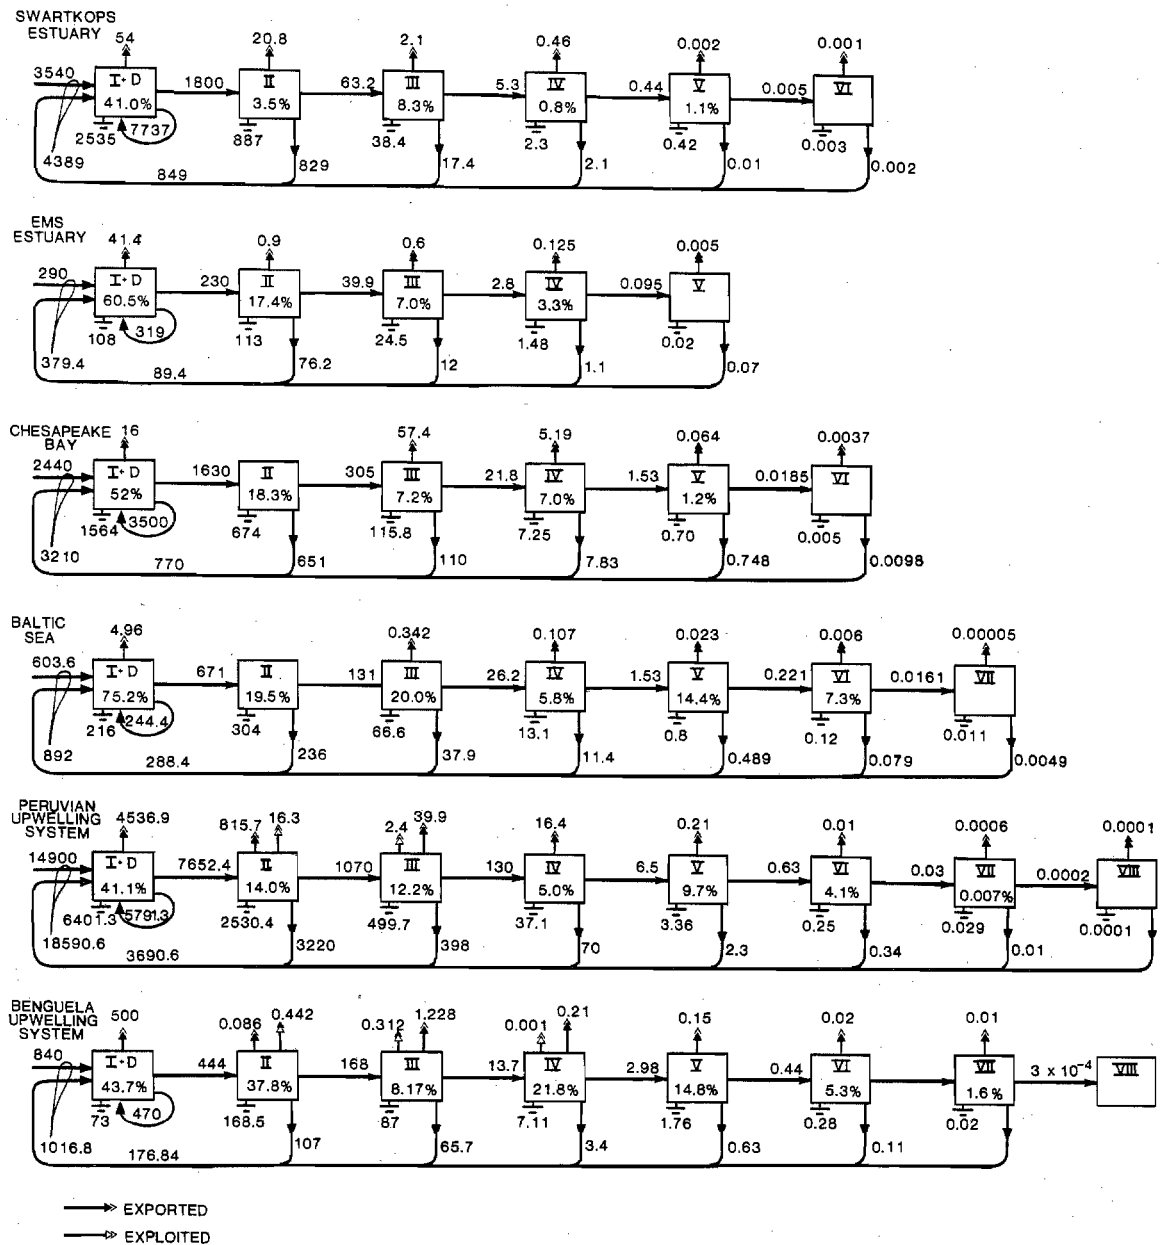 SWARTKOPS
ESTUARY
54 20.8 2.1 0.46 0.002 0.001
3540 I+D 1800 II 63.2 III 5.3 IV 0.44 V 0.005 VI
41.0% 3.5% 8.3% 0.8% 1.1%
2535 7737 887 38.4 2.3 0.42 0.003
4389 849 829 17.4 2.1 0.01 0.002
EMS
ESTUARY
41.4 0.9 0.6 0.125 0.005
290 I+D 230 II 39.9 III 2.8 IV 0.095 V
60.5% 17.4% 7.0% 3.3%
108 319 113 24.5 1.48 0.02
379.4 89.4 76.2 12 1.1 0.07
CHESAPEAKE
BAY
16 57.4 5.19 0.064 0.0037
2440 I+D 1630 II 305 III 21.8 IV 1.53 V 0.0185 VI
52% 18.3% 7.2% 7.0% 1.2%
1564 3500 674 115.8 7.25 0.70 0.005
3210 770 651 110 7.83 0.748 0.0098
BALTIC
SEA
4.96 0.342 0.107 0.023 0.006 0.00005
603.6 I+D 671 II 131 III 26.2 IV 1.53 V 0.221 VI 0.0161 VII
75.2% 19.5% 20.0% 5.8% 14.4% 7.3%
216 244.4 304 66.6 13.1 0.8 0.12 0.011
892 288.4 236 37.9 11.4 0.489 0.079 0.0049
PERUVIAN
UPWELLING
SYSTEM
4536.9 815.7 16.3 2.4 39.9 16.4 0.21 0.01 0.0006 0.0001
14900 I+D 7652.4 II 1070 III 130 IV 6.5 V 0.63 VI 0.03 VII 0.0002 VIII
41.1% 14.0% 12.2% 5.0% 9.7% 4.1% 0.007%
6401.3 5791.3 2530.4 499.7 37.1 3.36 0.25 0.029 0.0001
18590.6 3690.6 3220 398 70 2.3 0.34 0.01
BENGUELA
UPWELLING
SYSTEM
500 0.086 0.442 0.312 1.228 0.001 0.21 0.15 0.02 0.01
840 I+D 444 II 168 III 13.7 IV 2.98 V 0.44 VI VII 3 x 10-4 VIII
43.7% 37.8% 8.17% 21.8% 14.8% 5.3% 1.6%
73 470 168.5 87 7.11 1.76 0.28 0.02
1016.8 176.84 107 65.7 3.4 0.63 0.11
EXPORTED
EXPLOITED